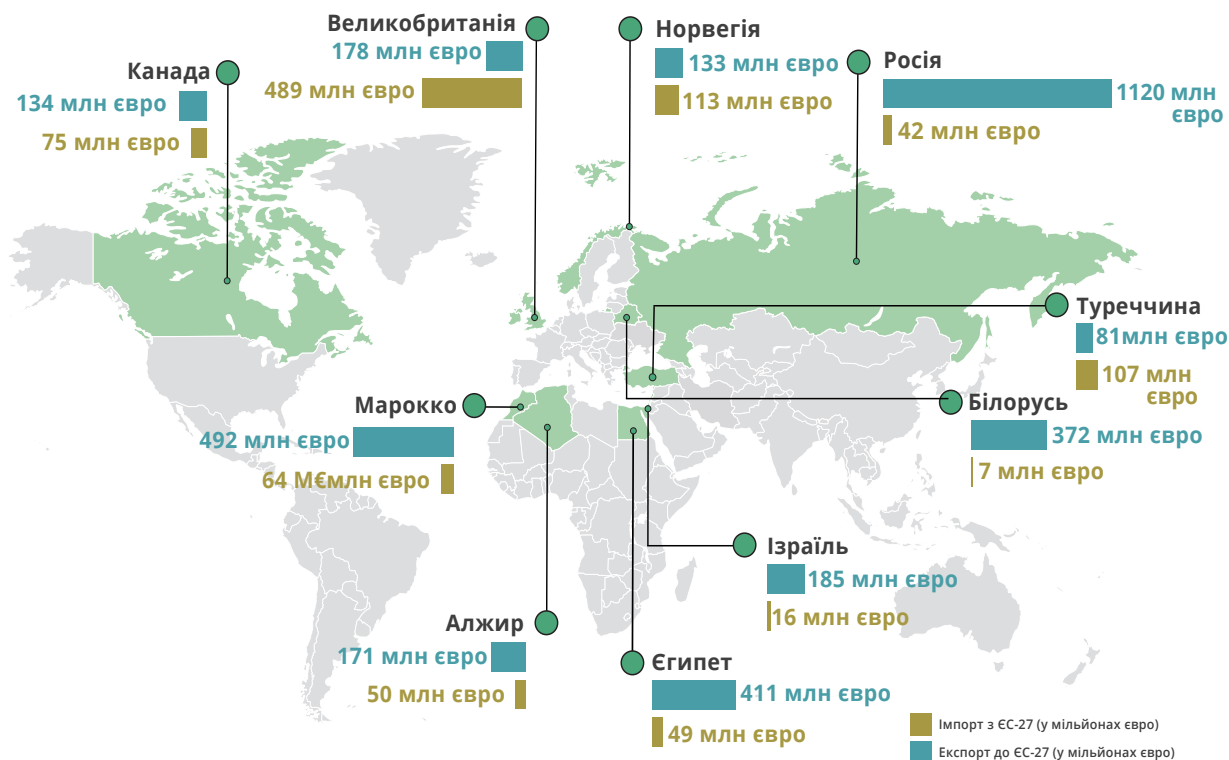 Великобританія
178 млн євро
489 млн євро
Норвегія
133 млн євро
113 млн євро
Росія
1120 млн
євро
42 млн євро
Канада
134 млн євро
75 млн євро
Туреччина
81млн євро
107 млн
євро
Марокко
492 млн євро
64 М€млн євро
Білорусь
372 млн євро
7 млн євро
Ізраїль
185 млн євро
16 млн євро
Алжир
171 млн євро
50 млн євро
Єгипет
411 млн євро
49 млн євро
Імпорт з ЄС-27 (у мільйонах євро)
Експорт до ЄС-27 (у мільйонах євро)